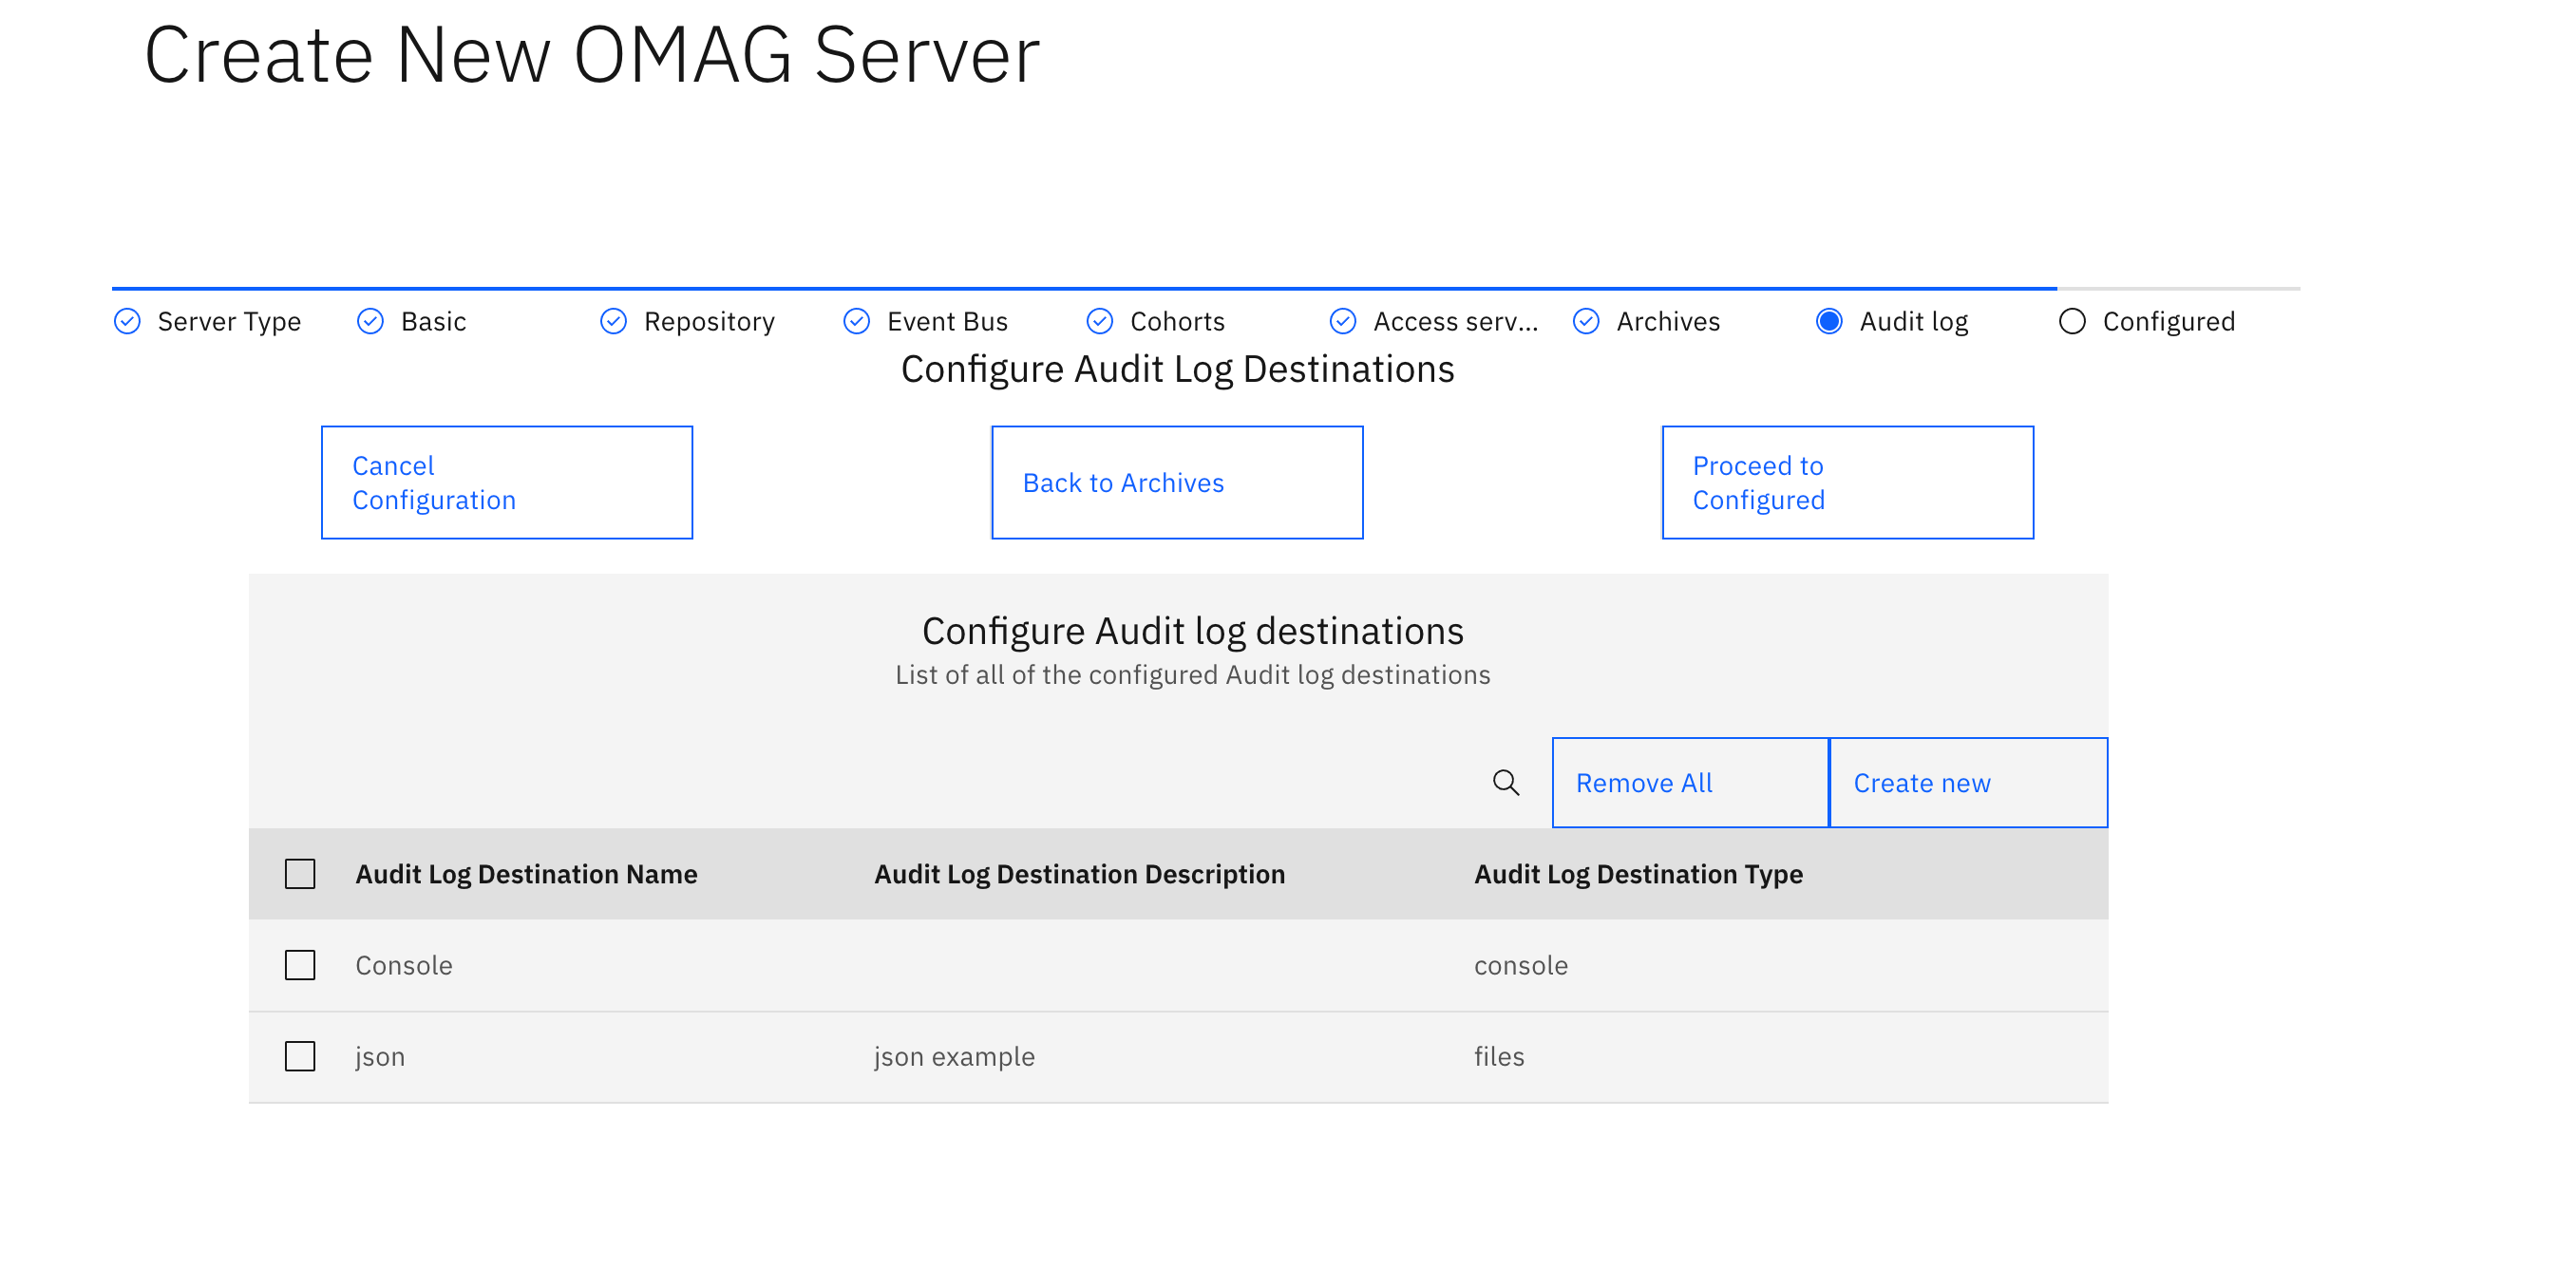 Create New OMAG Server
Server Type
Basic
Repository
Event Bus
Cohorts
Access serv...
Archives
Audit log
Configured
Configure Audit Log Destinations
Cancel
Configuration
Back to Archives
Proceed to
Configured
Configure Audit log destinations
List of all of the configured Audit log destinations
Remove All
Create new
Audit Log Destination Name
Audit Log Destination Description
Audit Log Destination Type
Console
console
json
json example
files